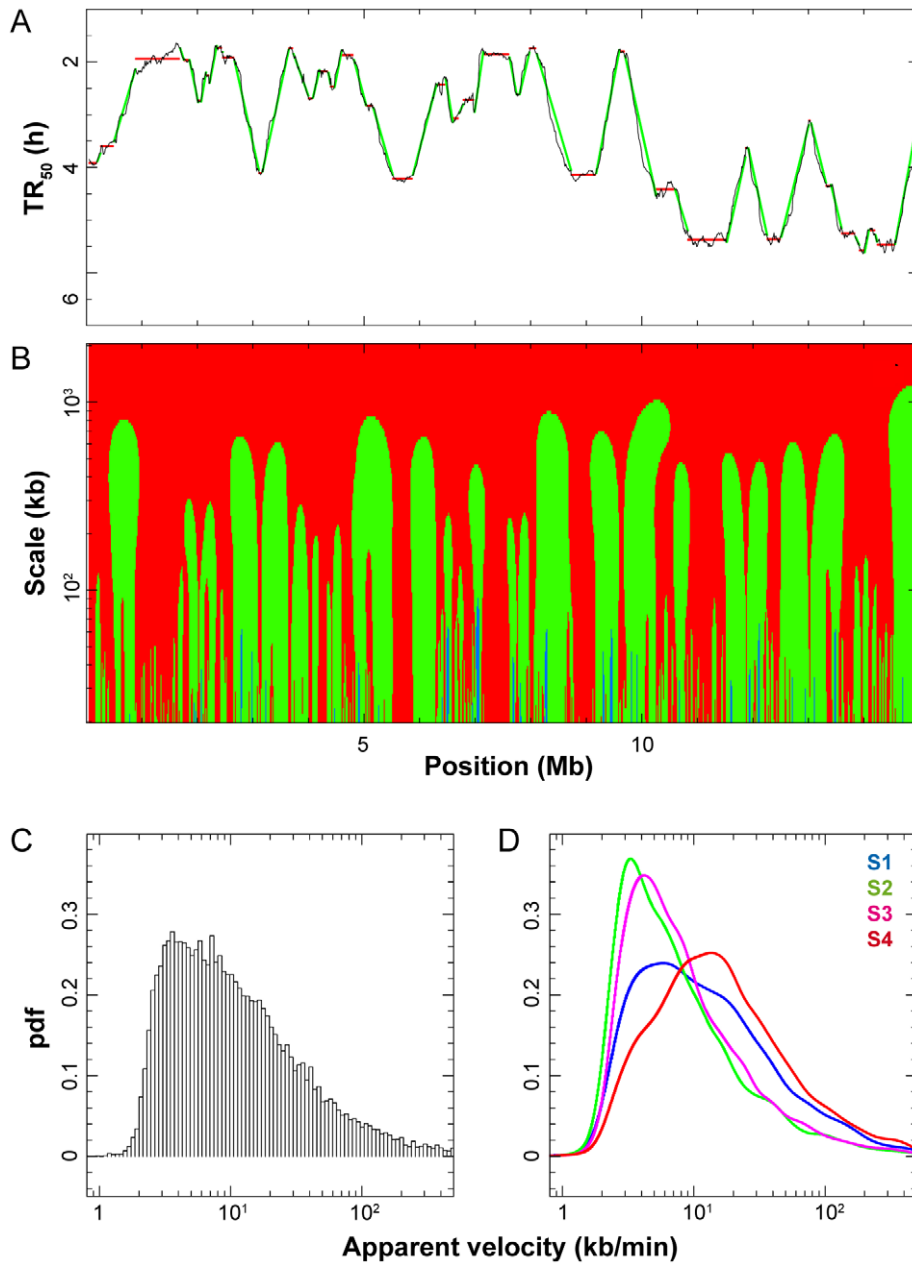 A
2
4
6
TR₅₀ (h)
B
10³
10²
Scale (kb)
5
10
Position (Mb)
C
0.3
0.2
0.1
0
pdf
1
10¹
10²
D
S1
S2
S3
S4
0.3
0.2
0.1
0
1
10¹
10²
Apparent velocity (kb/min)